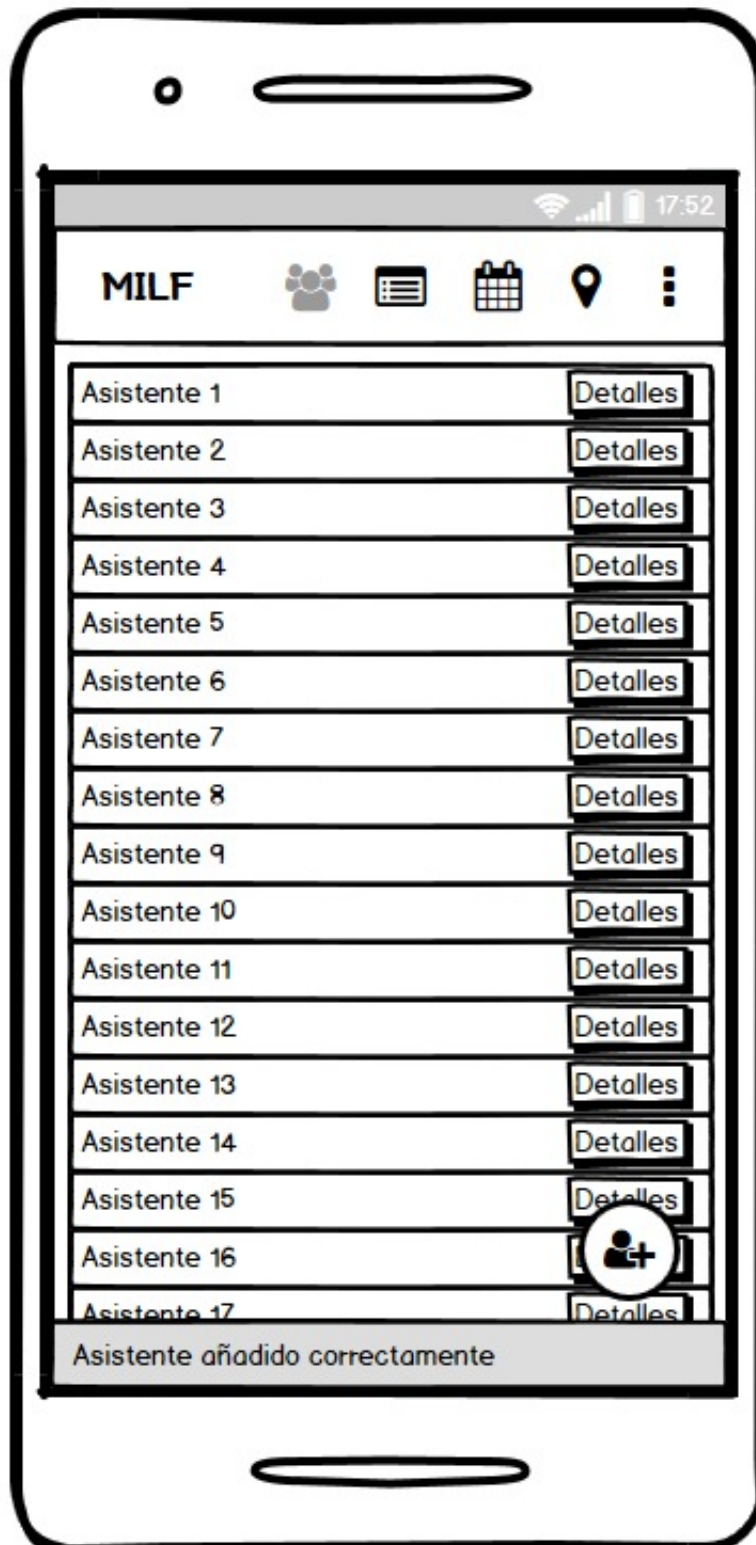 17:52
MILF
Asistente 1 Detalles
Asistente 2 Detalles
Asistente 3 Detalles
Asistente 4 Detalles
Asistente 5 Detalles
Asistente 6 Detalles
Asistente 7 Detalles
Asistente 8 Detalles
Asistente 9 Detalles
Asistente 10 Detalles
Asistente 11 Detalles
Asistente 12 Detalles
Asistente 13 Detalles
Asistente 14 Detalles
Asistente 15 Detalles
Asistente 16
Asistente 17 Detalles
Asistente añadido correctamente